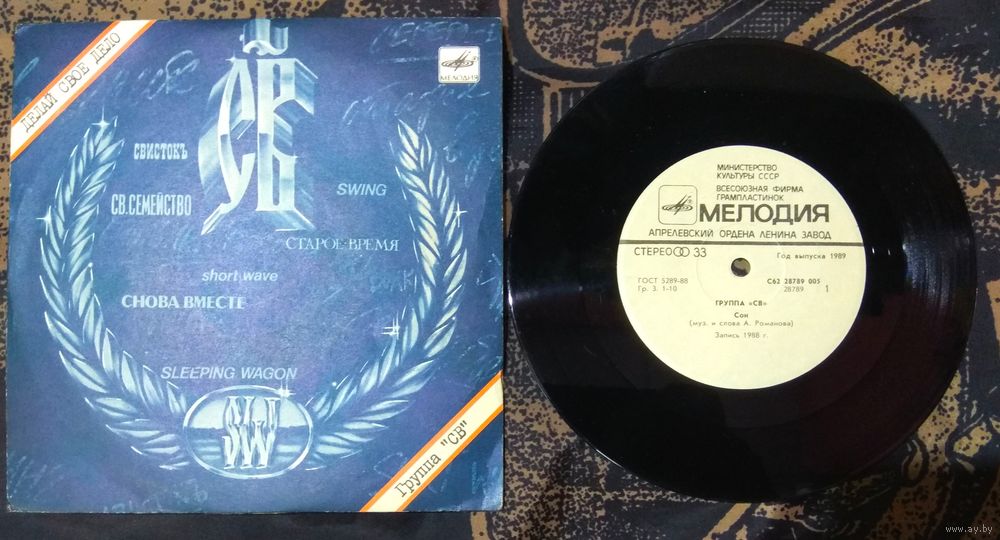 ДЕЛАЙ СВОЕ ДЕЛО
СВ
МЕЛОДИЯ
СВИСТОКЪ
СВ.СЕМЕЙСТВО
SWING
СТАРОЕ·ВРЕМЯ
short wave
СНОВА ВМЕСТЕ
SLEEPING WAGON
SW
Группа "СВ"
МИНИСТЕРСТВО
КУЛЬТУРЫ СССР
ВСЕСОЮЗНАЯ ФИРМА
ГРАМПЛАСТИНОК
МЕЛОДИЯ
АПРЕЛЕВСКИЙ ОРДЕНА ЛЕНИНА ЗАВОД
СТЕРЕО 33
Год выпуска 1989
ГОСТ 5289-88
Гр. 3. 1-10
С62 28789 005
28789 1
ГРУППА «СВ»
Сон
(муз. и слова А. Романова)
Запись 1988 г.
www.ay.by